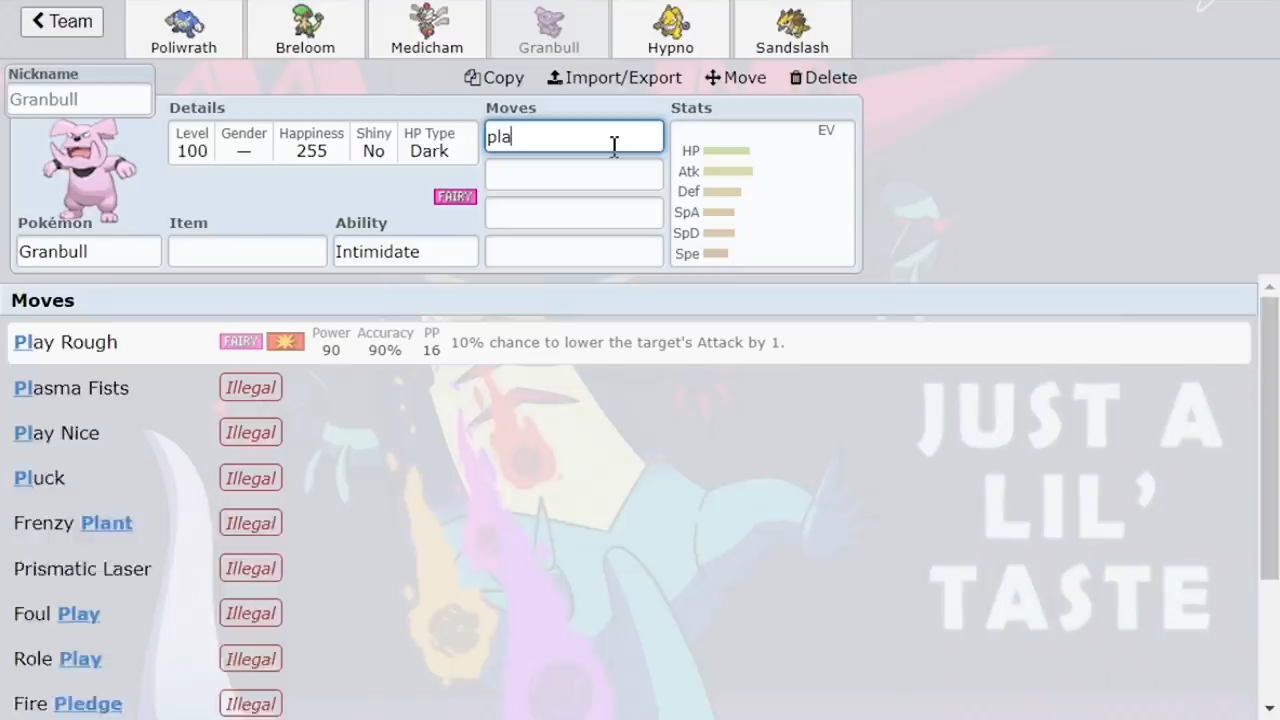 Team
Poliwrath
Breloom
Medicham
Granbull
Hypno
Sandslash
Nickname
Granbull
Copy
Import/Export
Move
Delete
Details
Moves
Stats
Level
100
Gender
—
Happiness
255
Shiny
No
HP Type
Dark
pla
EV
HP
Atk
Def
SpA
SpD
Spe
FAIRY
Pokémon
Granbull
Item
Ability
Intimidate
Moves
Play Rough
FAIRY
Power
90
Accuracy
90%
PP
16
10% chance to lower the target's Attack by 1.
Plasma Fists
Illegal
Play Nice
Illegal
Pluck
Illegal
Frenzy Plant
Illegal
Prismatic Laser
Illegal
Foul Play
Illegal
Role Play
Illegal
Fire Pledge
Illegal
JUST A
LIL'
TASTE